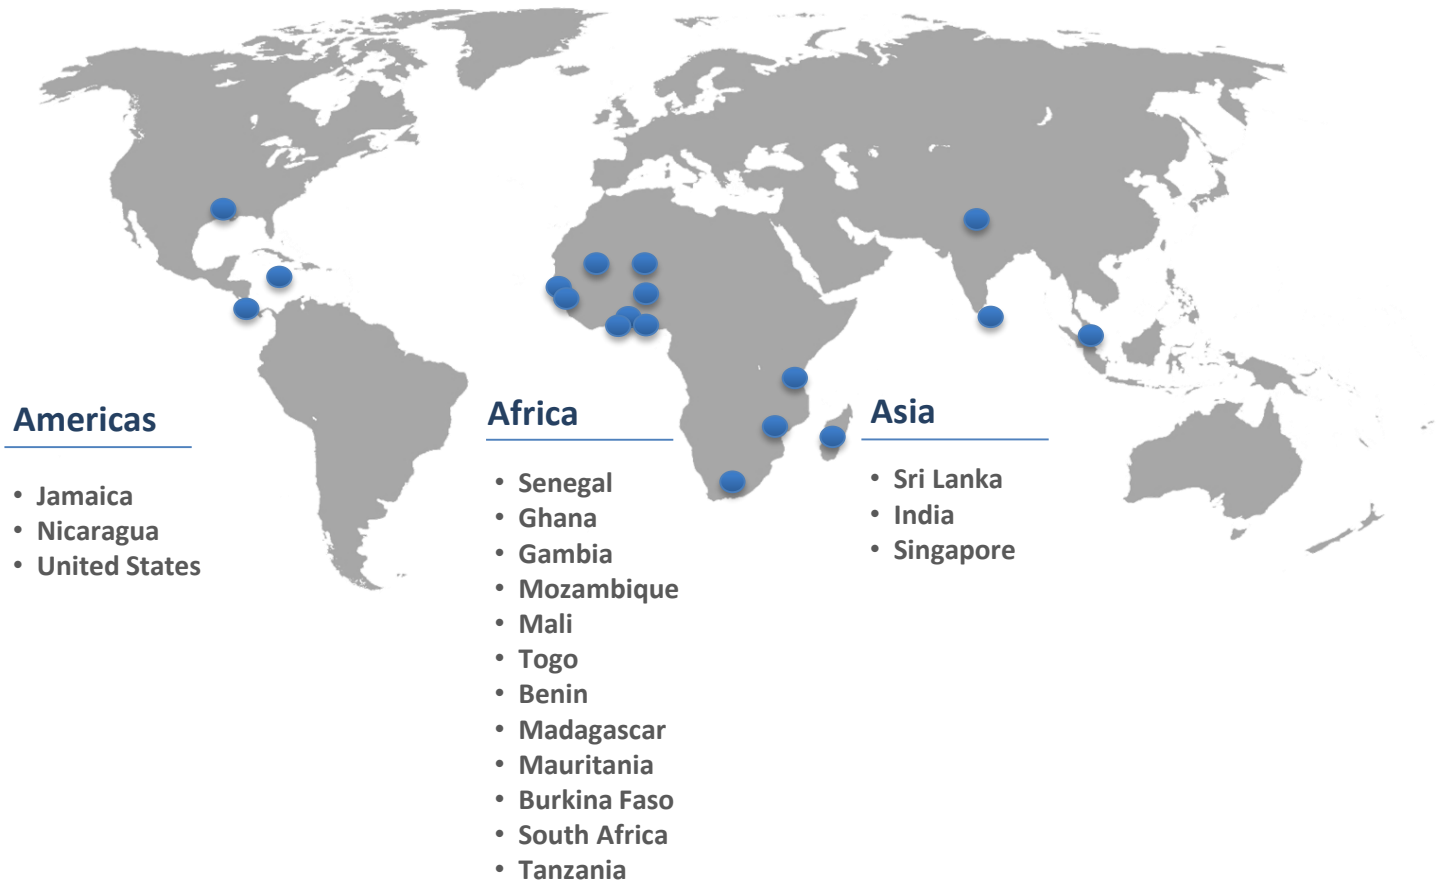 Americas
• Jamaica
• Nicaragua
• United States
Africa
• Senegal
• Ghana
• Gambia
• Mozambique
• Mali
• Togo
• Benin
• Madagascar
• Mauritania
• Burkina Faso
• South Africa
• Tanzania
Asia
• Sri Lanka
• India
• Singapore